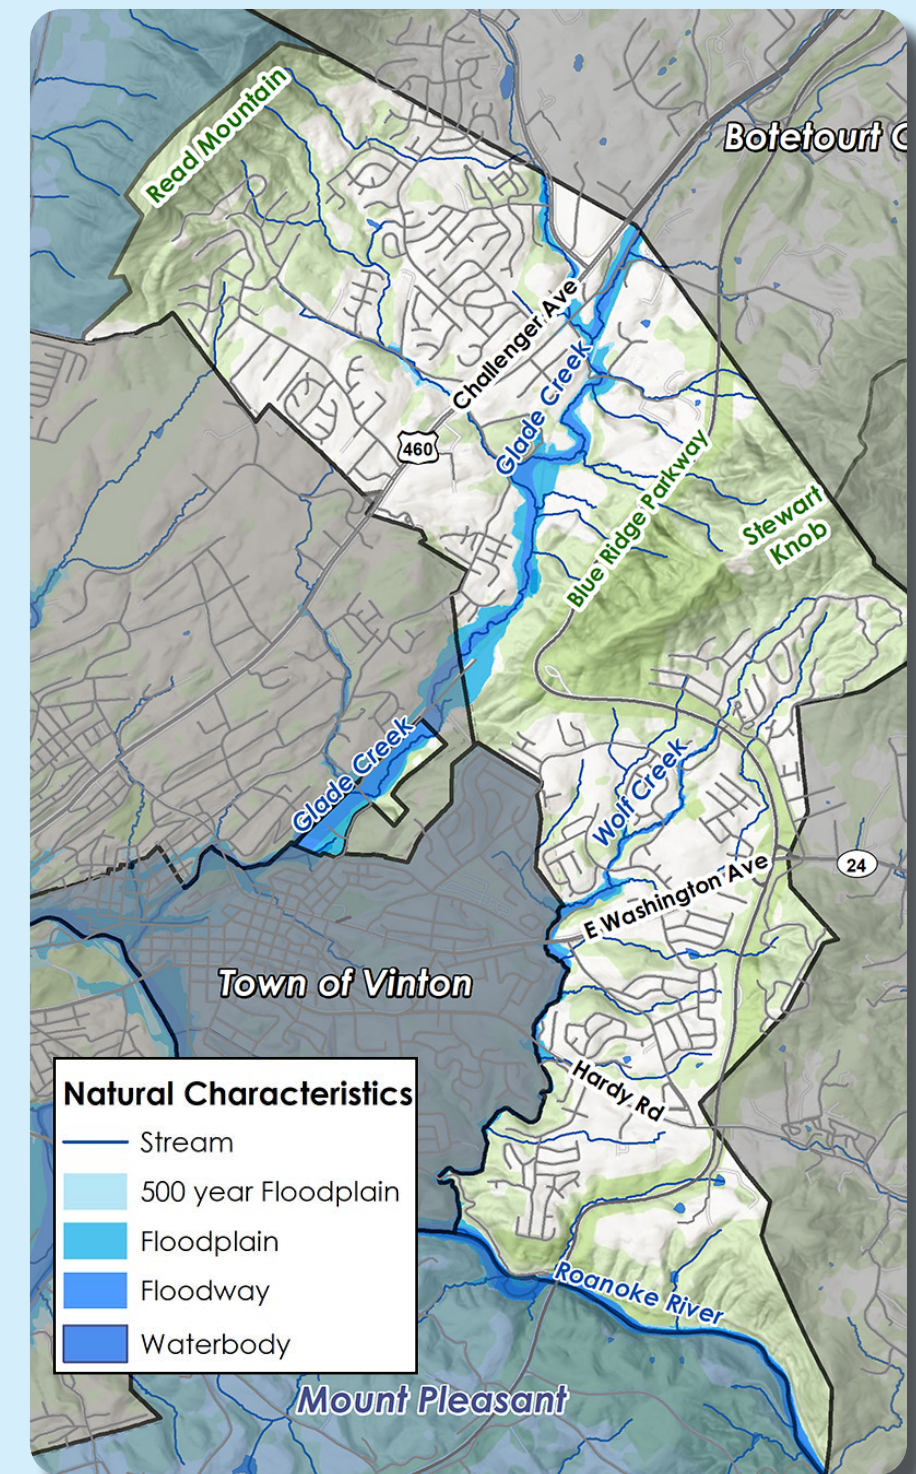 Read Mountain
Botetourt C
Challenger Ave
Glade Creek
460
Blue Ridge Parkway
Stewart
Knob
Glade Creek
Wolf Creek
24
E Washington Ave
Town of Vinton
Hardy Rd
Natural Characteristics
Stream
500 year Floodplain
Floodplain
Floodway
Waterbody
Roanoke River
Mount Pleasant